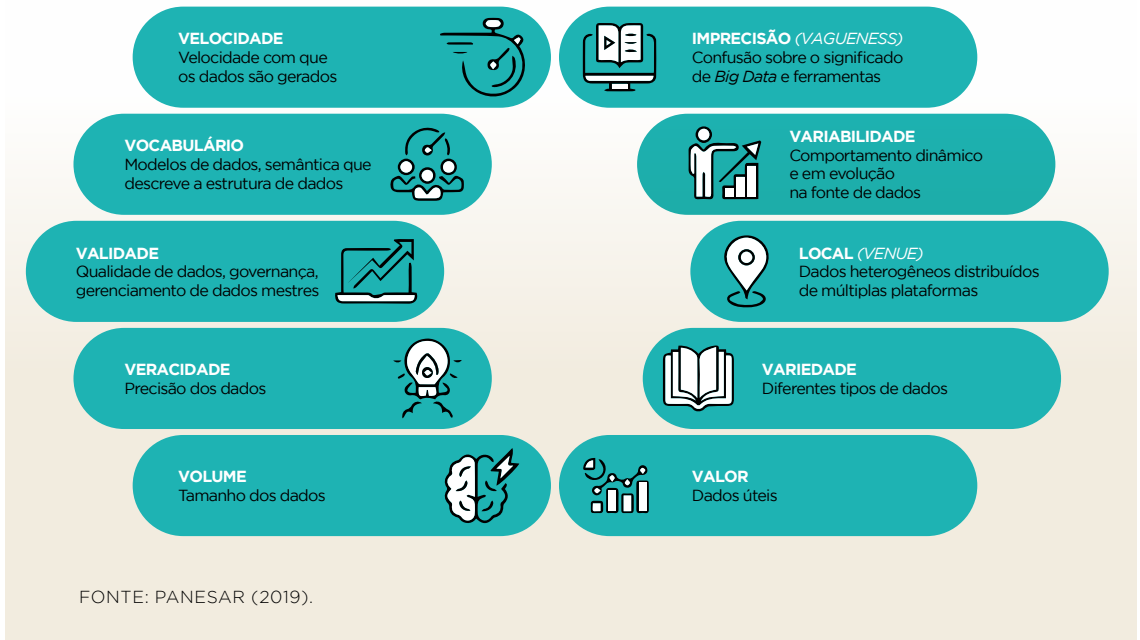 VELOCIDADE
Velocidade com que
os dados são gerados
IMPRECISÃO (VAGUENESS)
Confusão sobre o significado
de Big Data e ferramentas
VOCABULÁRIO
Modelos de dados, semântica que
descreve a estrutura de dados
VARIABILIDADE
Comportamento dinâmico
e em evolução
na fonte de dados
VALIDADE
Qualidade de dados, governança,
gerenciamento de dados mestres
LOCAL (VENUE)
Dados heterogêneos distribuídos
de múltiplas plataformas
VERACIDADE
Precisão dos dados
VARIEDADE
Diferentes tipos de dados
VOLUME
Tamanho dos dados
VALOR
Dados úteis
FONTE: PANESAR (2019).